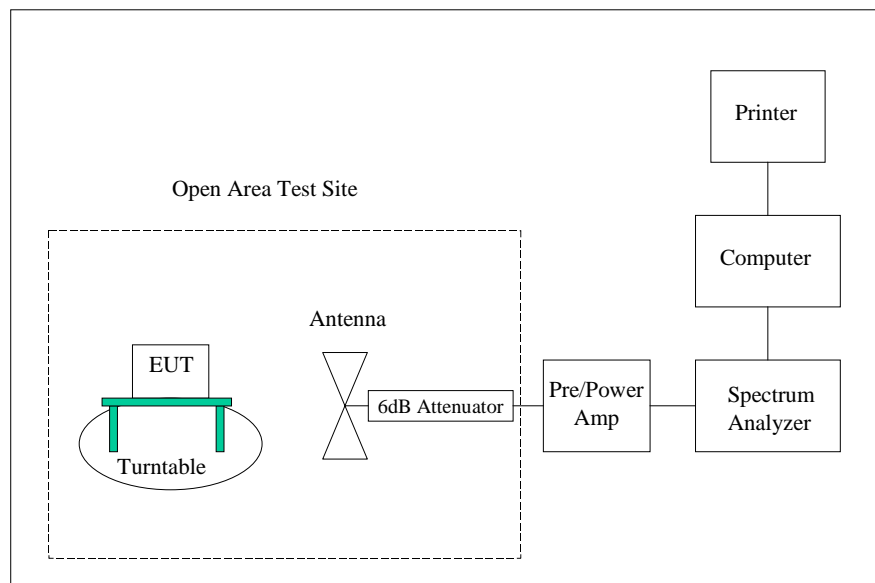 Printer
Open Area Test Site
Computer
Antenna
EUT
Pre/Power
Amp
Spectrum
Analyzer
6dB Attenuator
Turntable